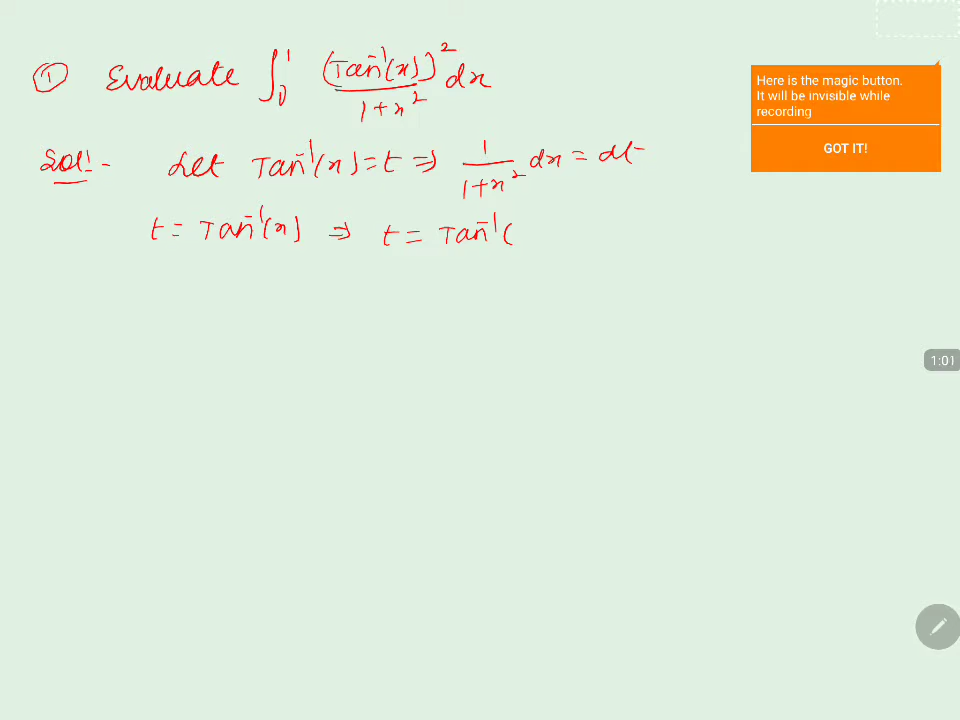 ① Evaluate ∫₀¹ (Tan⁻¹(x))²/(1+x²) dx
Sol:- Let Tan⁻¹(x) = t ⇒ 1/(1+x²) dx = dt
t = Tan⁻¹(x) ⇒ t = Tan⁻¹(
Here is the magic button.
It will be invisible while
recording
GOT IT!
1:01